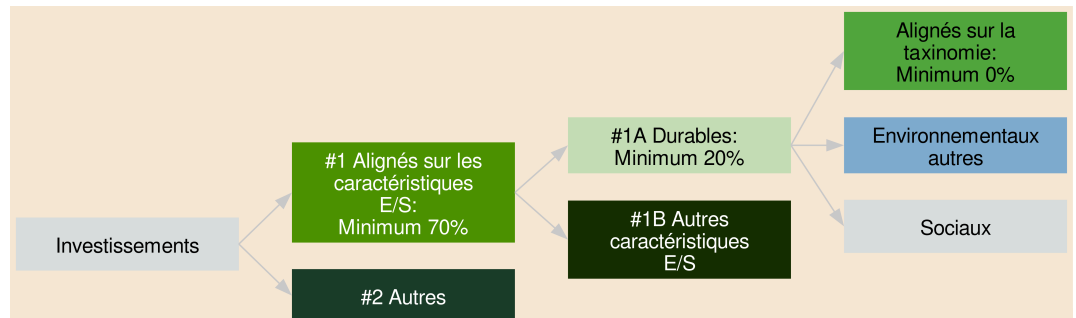 Investissements
#1 Alignés sur les
caractéristiques
E/S:
Minimum 70%
#2 Autres
#1A Durables:
Minimum 20%
#1B Autres
caractéristiques
E/S
Alignés sur la
taxinomie:
Minimum 0%
Environnementaux
autres
Sociaux